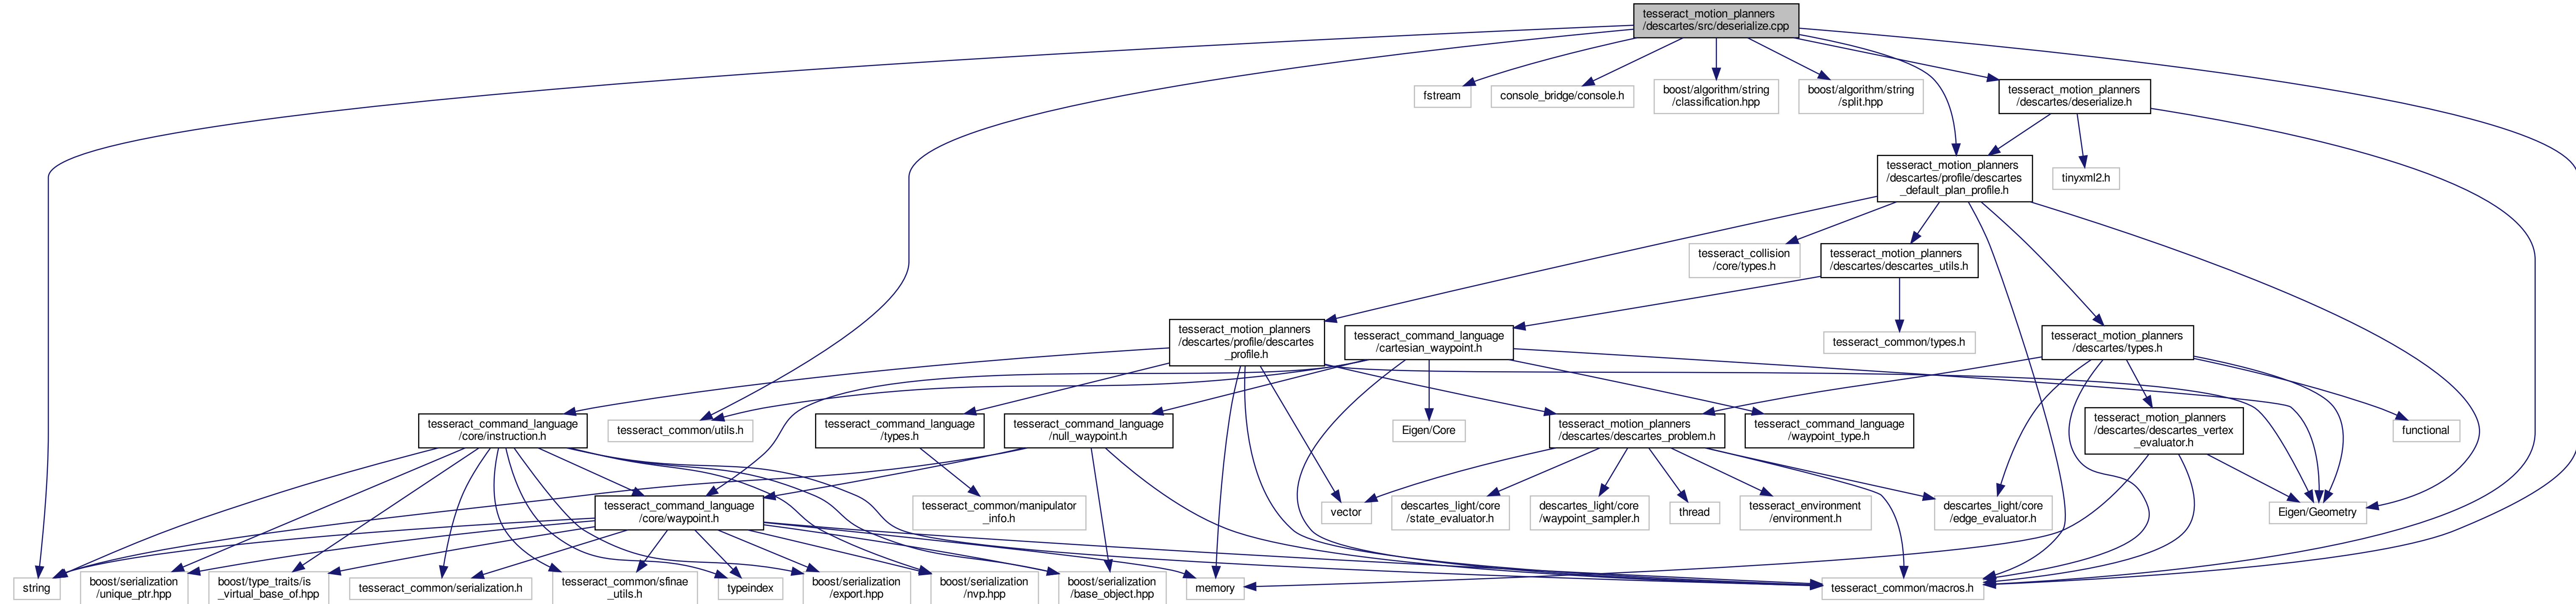 tesseract_motion_planners
/descartes/src/deserialize.cpp
fstream
console_bridge/console.h
boost/algorithm/string
/classification.hpp
boost/algorithm/string
/split.hpp
tesseract_motion_planners
/descartes/deserialize.h
tesseract_motion_planners
/descartes/profile/descartes
_default_plan_profile.h
tinyxml2.h
tesseract_collision
/core/types.h
tesseract_motion_planners
/descartes/descartes_utils.h
tesseract_motion_planners
/descartes/profile/descartes
_profile.h
tesseract_command_language
/cartesian_waypoint.h
tesseract_common/types.h
tesseract_motion_planners
/descartes/types.h
tesseract_command_language
/core/instruction.h
tesseract_common/utils.h
tesseract_command_language
/types.h
tesseract_command_language
/null_waypoint.h
Eigen/Core
tesseract_motion_planners
/descartes/descartes_problem.h
tesseract_command_language
/waypoint_type.h
tesseract_motion_planners
/descartes/descartes_vertex
_evaluator.h
functional
tesseract_command_language
/core/waypoint.h
tesseract_common/manipulator
_info.h
vector
descartes_light/core
/state_evaluator.h
descartes_light/core
/waypoint_sampler.h
thread
tesseract_environment
/environment.h
descartes_light/core
/edge_evaluator.h
Eigen/Geometry
string
boost/serialization
/unique_ptr.hpp
boost/type_traits/is
_virtual_base_of.hpp
tesseract_common/serialization.h
tesseract_common/sfinae
_utils.h
typeindex
boost/serialization
/export.hpp
boost/serialization
/nvp.hpp
boost/serialization
/base_object.hpp
memory
tesseract_common/macros.h